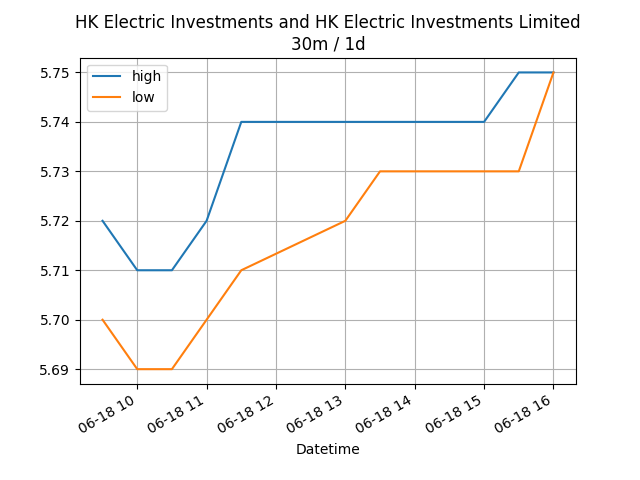 HK Electric Investments and HK Electric Investments Limited
30m / 1d
high
low
5.75
5.74
5.73
5.72
5.71
5.70
5.69
06-18 10
06-18 11
06-18 12
06-18 13
06-18 14
06-18 15
06-18 16
Datetime